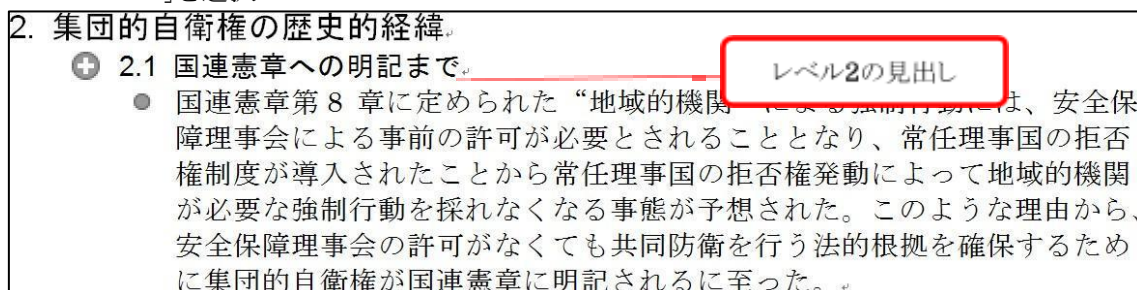 2. 集団的自衛権の歴史的経緯
2.1 国連憲章への明記まで
レベル2の見出し
国連憲章第 8 章に定められた“地域的機関 は、安全保
障理事会による事前の許可が必要とされることとなり、常任理事国の拒否
権制度が導入されたことから常任理事国の拒否権発動によって地域的機関
が必要な強制行動を採れなくなる事態が予想された。このような理由から、
安全保障理事会の許可がなくても共同防衛を行う法的根拠を確保するため
に集団的自衛権が国連憲章に明記されるに至った。